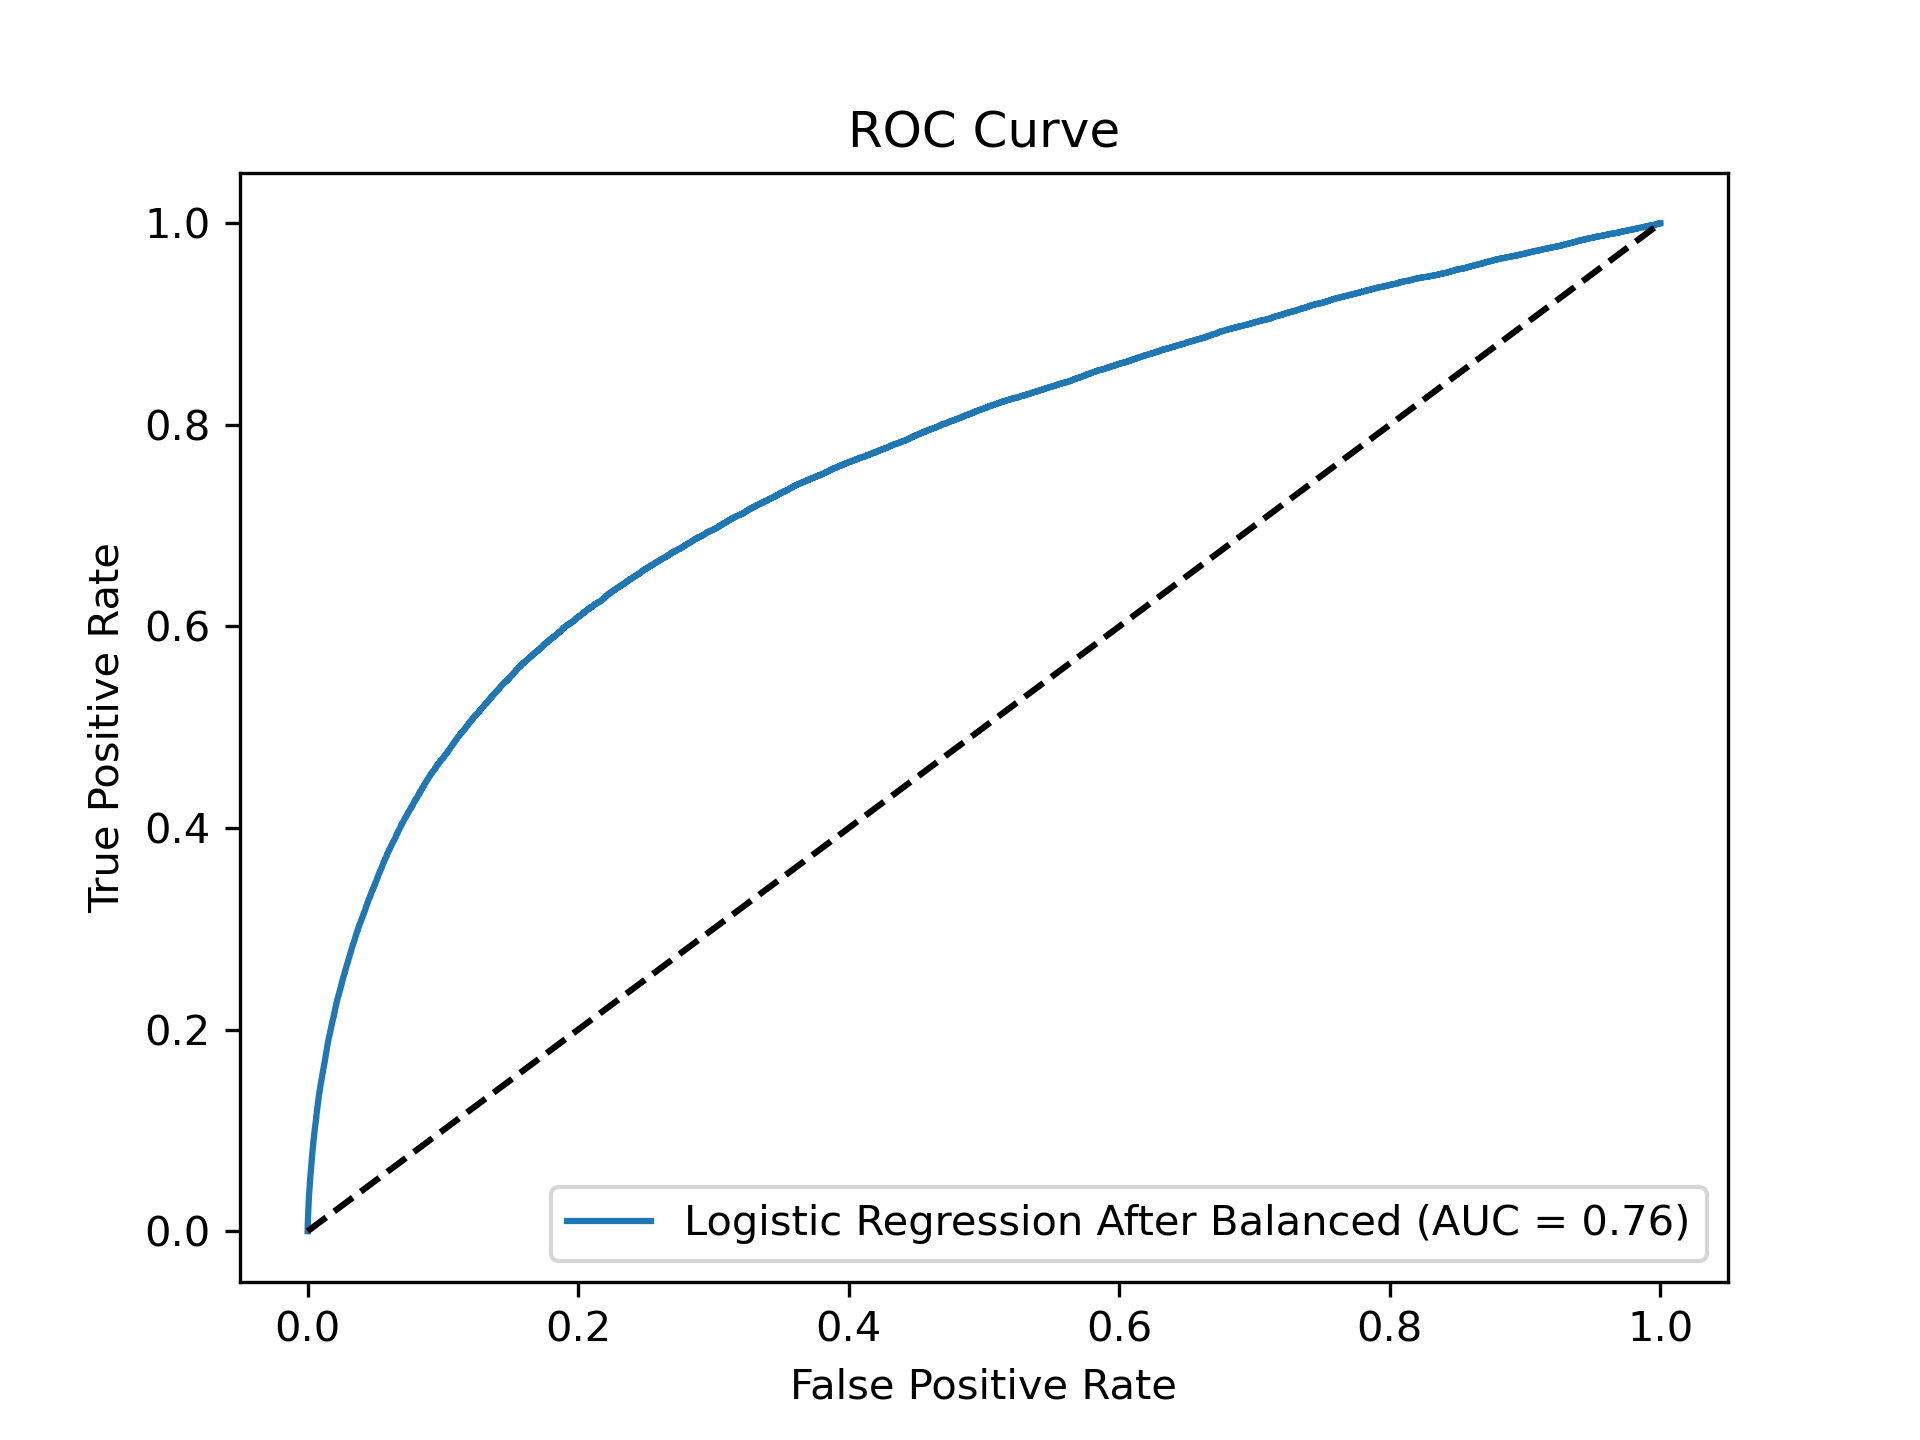 ROC Curve
1.0
0.8
0.6
0.4
0.2
0.0
True Positive Rate
Logistic Regression After Balanced (AUC = 0.76)
0.0 0.2 0.4 0.6 0.8 1.0
False Positive Rate